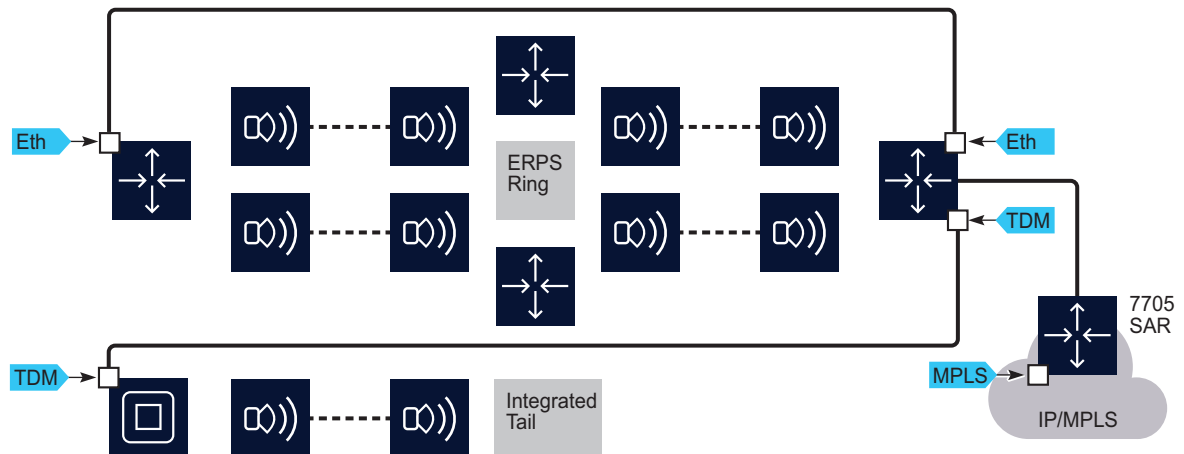 Eth
ERPS
Ring
Eth
TDM
7705
SAR
TDM
MPLS
Integrated
Tail
IP/MPLS